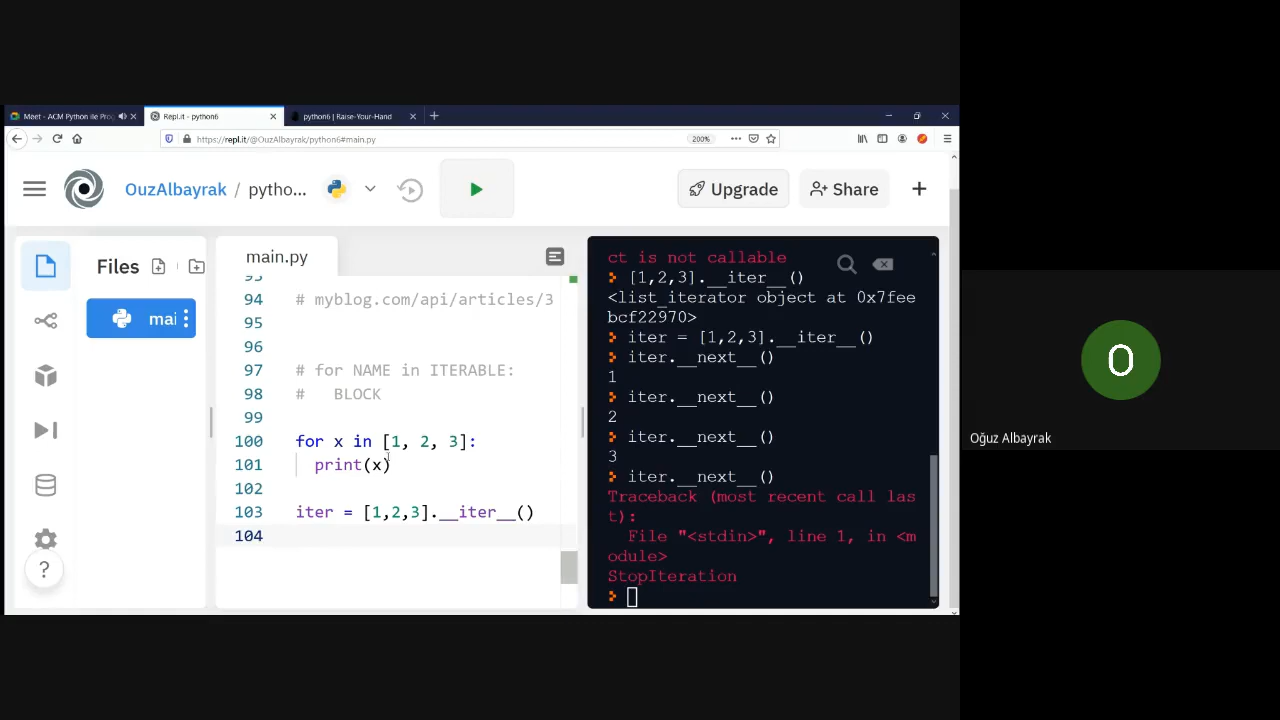 Meet - ACM Python ile Prog
Repl.it - python6
python6 | Raise-Your-Hand
https://repl.it/@OuzAlbayrak/python6#main.py
200%
OuzAlbayrak / pytho...
Upgrade
Share
Files
mai
main.py
94 # myblog.com/api/articles/3
95
96
97 # for NAME in ITERABLE:
98 #   BLOCK
99
100 for x in [1, 2, 3]:
101   print(x)
102
103 iter = [1,2,3].__iter__()
104
?
ct is not callable
[1,2,3].__iter__()
<list_iterator object at 0x7fee
bcf22970>
iter = [1,2,3].__iter__()
iter.__next__()
1
iter.__next__()
2
iter.__next__()
3
iter.__next__()
Traceback (most recent call las
t):
  File "<stdin>", line 1, in <m
odule>
StopIteration
O
Oğuz Albayrak